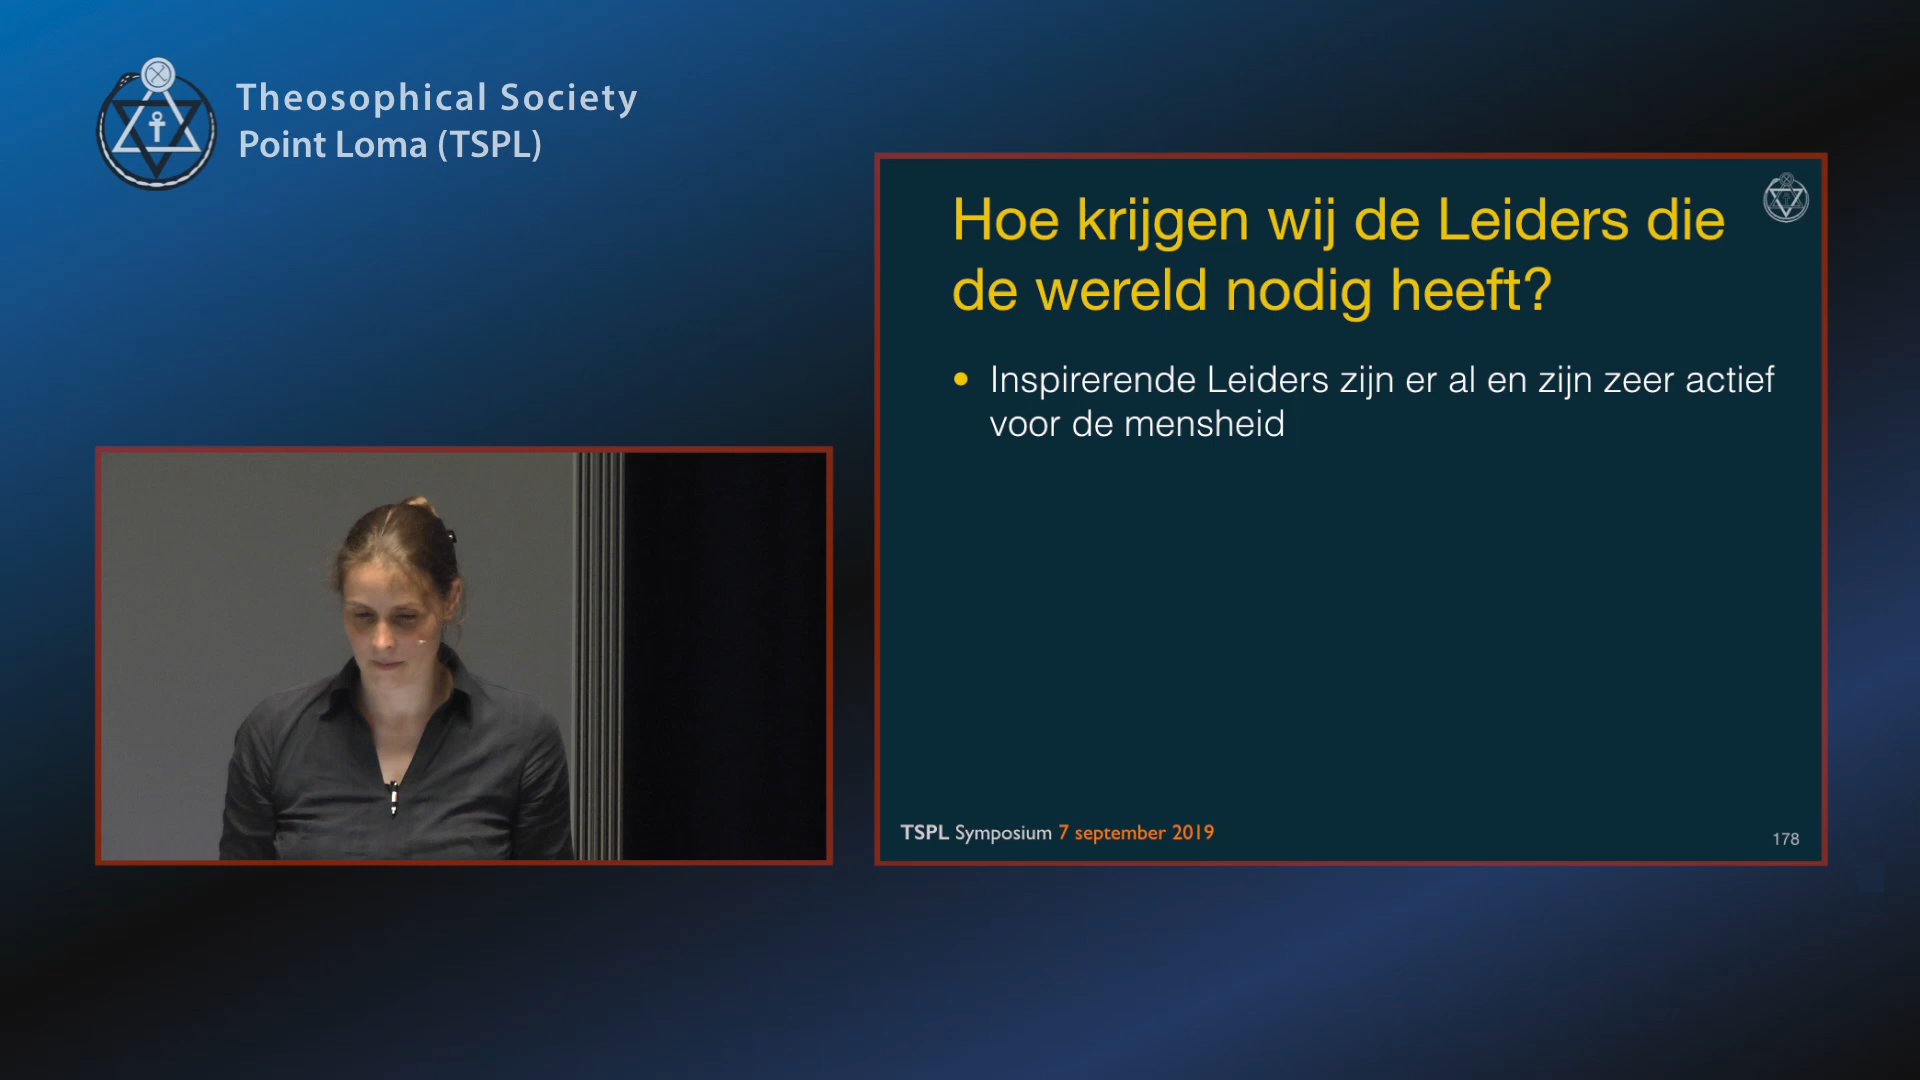 Theosophical Society
Point Loma (TSPL)
Hoe krijgen wij de Leiders die
de wereld nodig heeft?
• Inspirerende Leiders zijn er al en zijn zeer actief
voor de mensheid
TSPL Symposium 7 september 2019
178